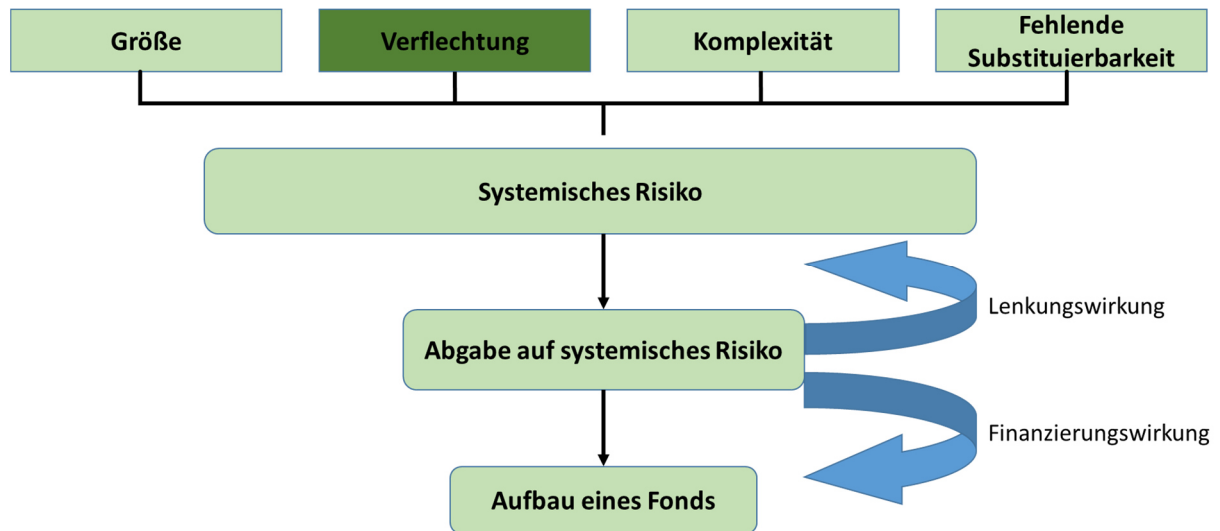 Größe
Verflechtung
Komplexität
Fehlende
Substituierbarkeit
Systemisches Risiko
Lenkungswirkung
Abgabe auf systemisches Risiko
Finanzierungswirkung
Aufbau eines Fonds